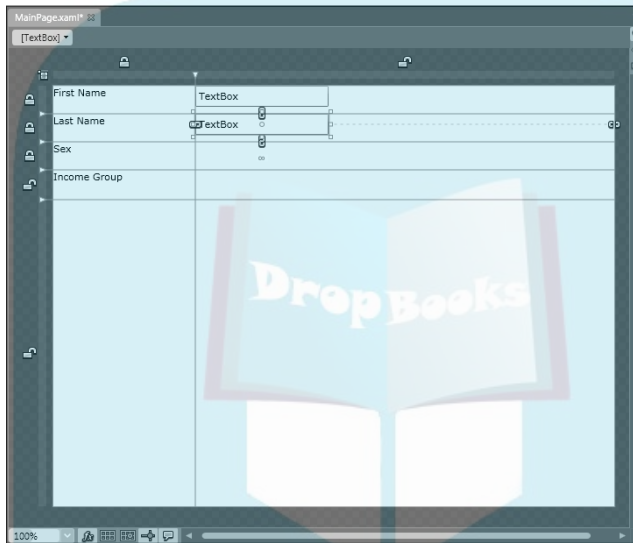 MainPage.xaml*
[TextBox]
First Name
TextBox
Last Name
TextBox
Sex
Income Group
DropBooks
100%